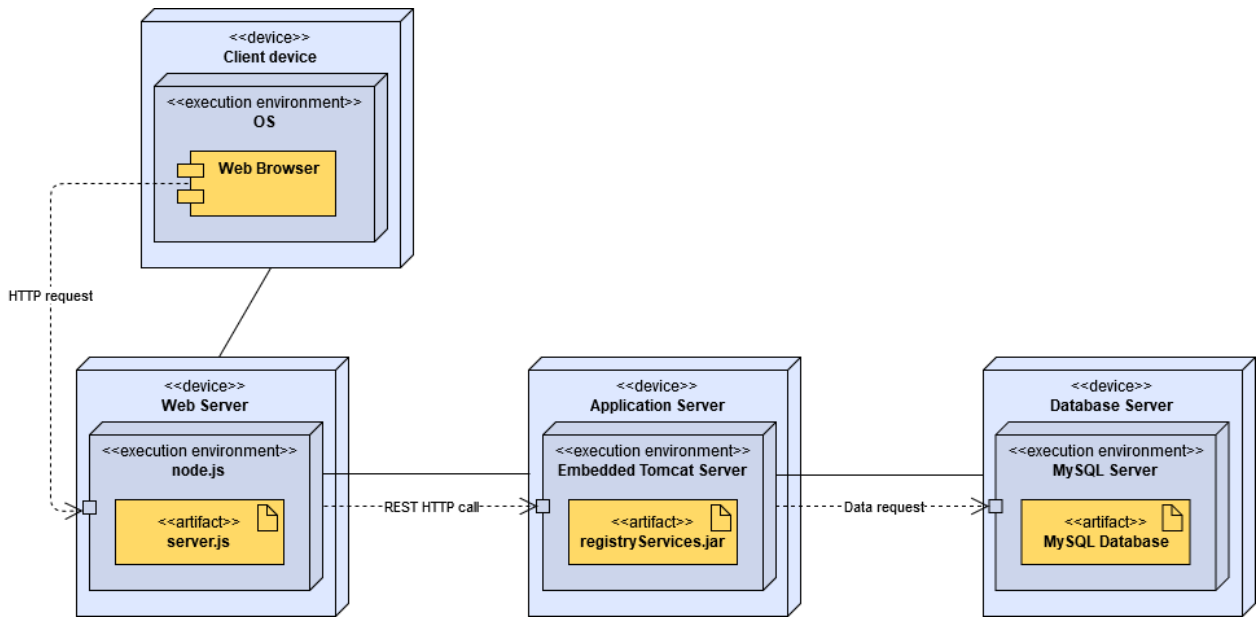 <<device>>
Client device
<<execution environment>>
OS
Web Browser
HTTP request
<<device>>
Web Server
<<execution environment>>
node.js
<<artifact>>
server.js
REST HTTP call
<<device>>
Application Server
<<execution environment>>
Embedded Tomcat Server
<<artifact>>
registryServices.jar
Data request
<<device>>
Database Server
<<execution environment>>
MySQL Server
<<artifact>>
MySQL Database